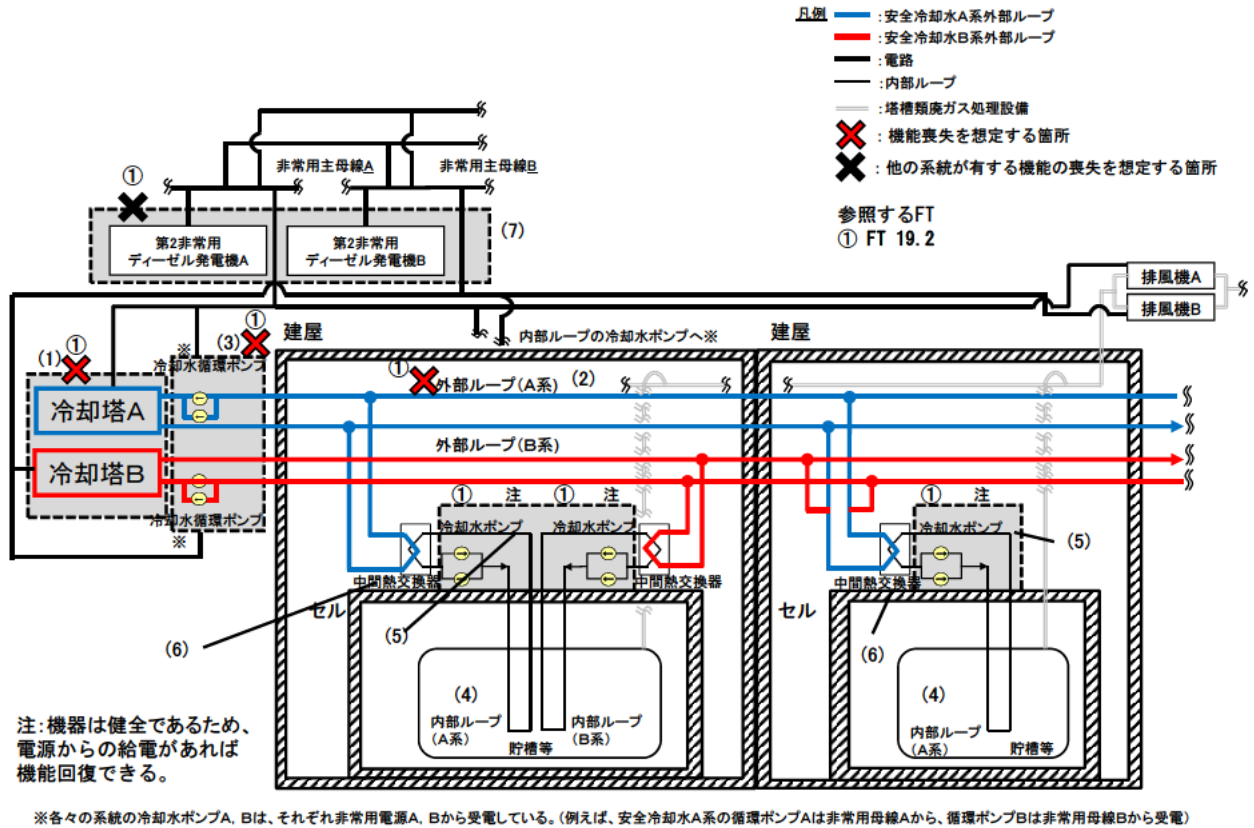 凡例
：安全冷却水A系外部ループ
：安全冷却水B系外部ループ
：電路
：内部ループ
：塔槽類廃ガス処理設備
：機能喪失を想定する箇所
：他の系統が有する機能の喪失を想定する箇所
参照するFT
① FT 19.2
非常用主母線A
非常用主母線B
①
第2非常用
ディーゼル発電機A
第2非常用
ディーゼル発電機B
(7)
排風機A
排風機B
内部ループの冷却水ポンプへ※
建屋
建屋
(1)
①
※
(3)
①
冷却水循環ポンプ
冷却塔A
冷却塔B
冷却水循環ポンプ
※
①
外部ループ(A系)
(2)
外部ループ(B系)
①
注
①
注
冷却水ポンプ
冷却水ポンプ
中間熱交換器
中間熱交換器
①
注
冷却水ポンプ
(5)
中間熱交換器
セル
(6)
(5)
(4)
内部ループ
(A系)
内部ループ
(B系)
貯槽等
セル
(6)
(4)
内部ループ
(A系)
貯槽等
注：機器は健全であるため、
電源からの給電があれば
機能回復できる。
※各々の系統の冷却水ポンプA, Bは、それぞれ非常用電源A, Bから受電している。(例えば、安全冷却水A系の循環ポンプAは非常用母線Aから、循環ポンプBは非常用母線Bから受電)